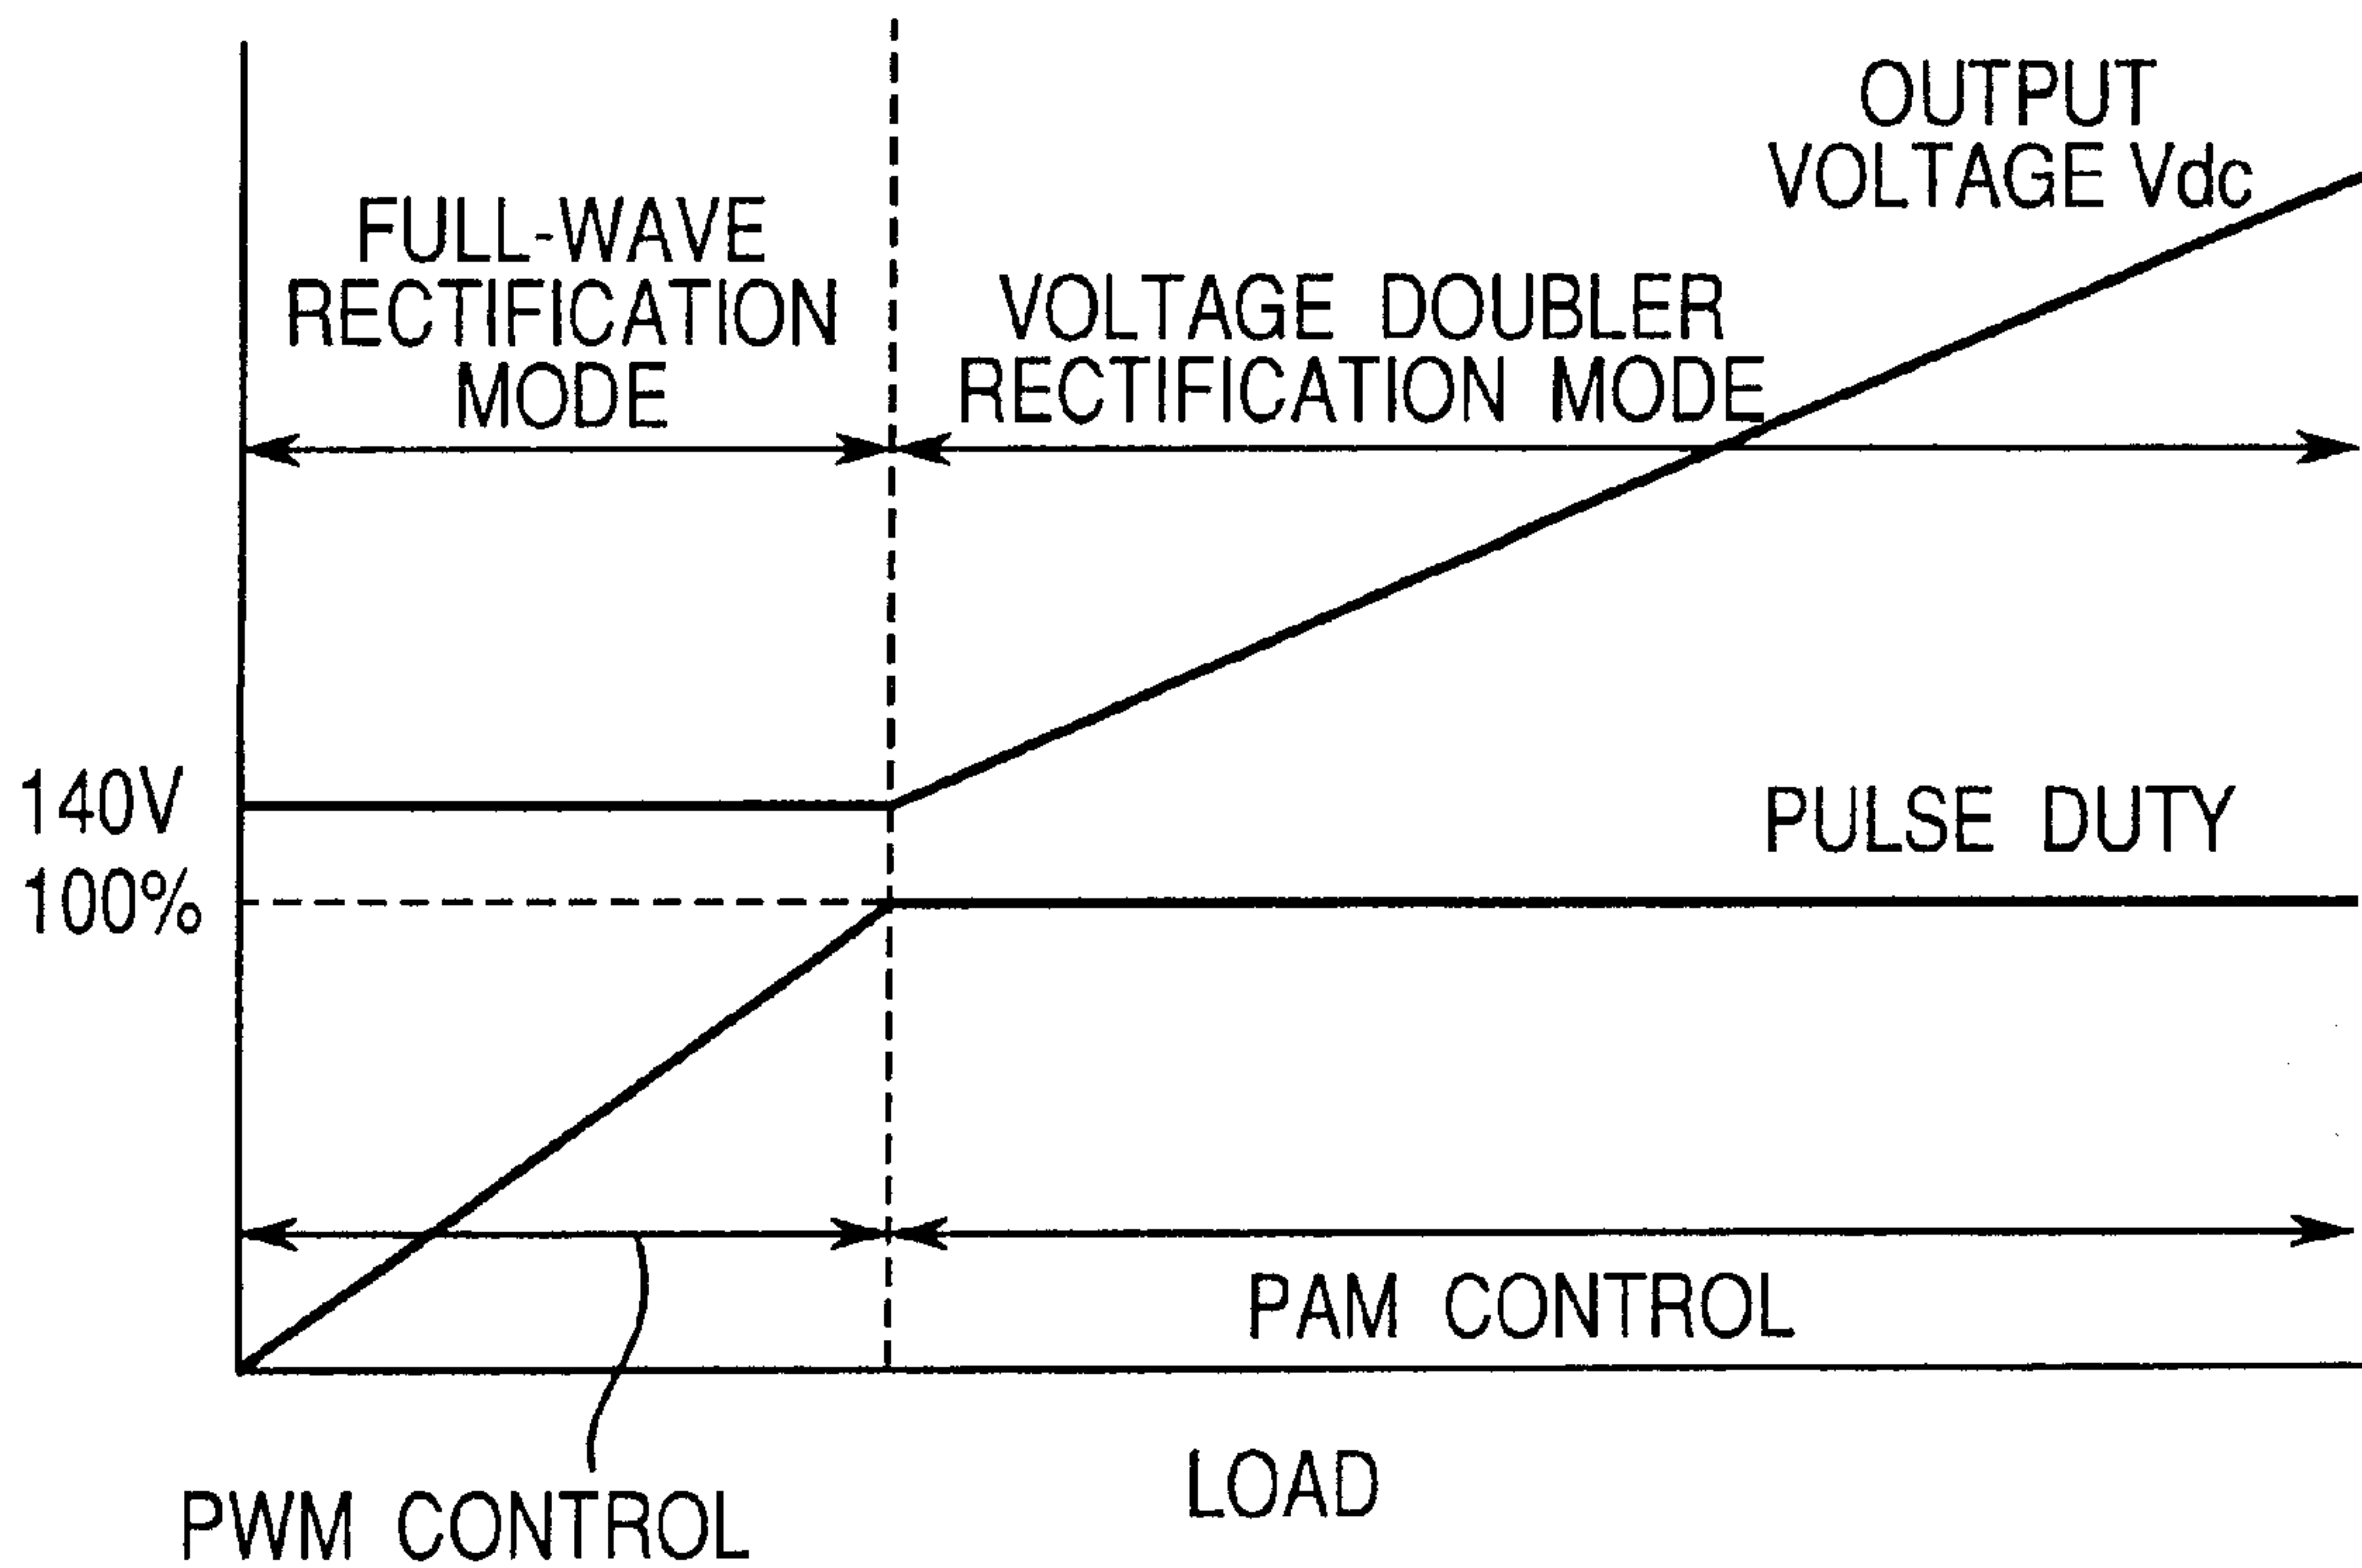 OUTPUT
VOLTAGE Vdc
FULL-WAVE
RECTIFICATION
MODE
VOLTAGE DOUBLER
RECTIFICATION MODE
140V
100%
PULSE DUTY
PAM CONTROL
LOAD
PWM CONTROL